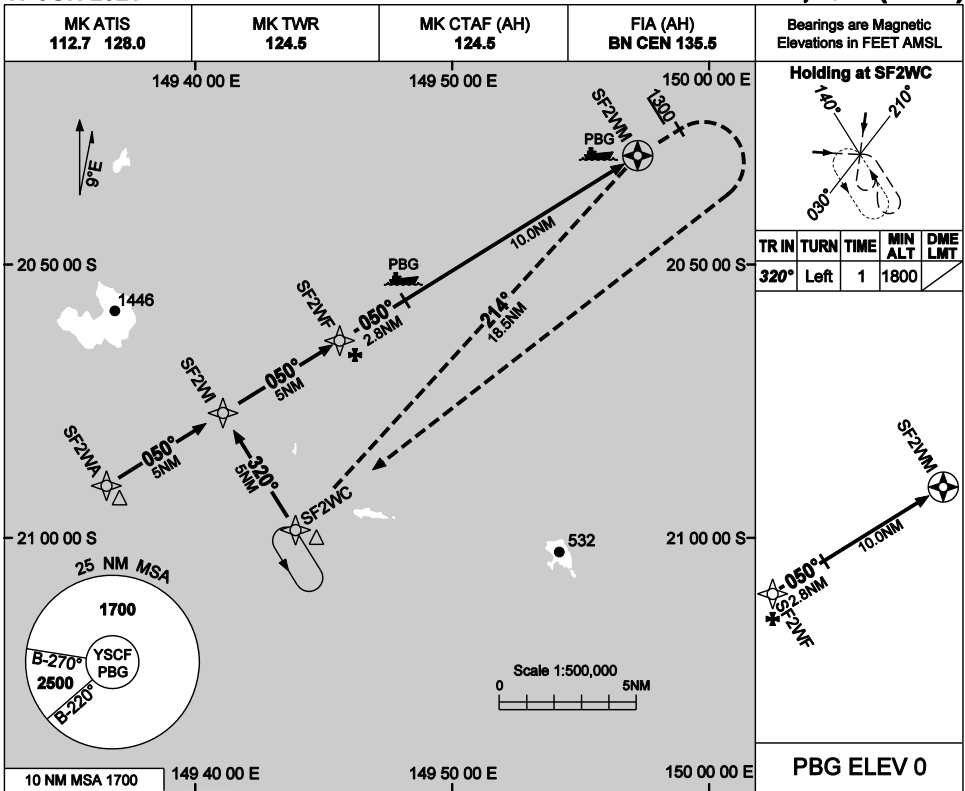 MK ATIS
112.7 128.0
MK TWR
124.5
MK CTAF (AH)
124.5
FIA (AH)
BN CEN 135.5
Bearings are Magnetic
Elevations in FEET AMSL
149 40 00 E
149 50 00 E
150 00 00 E
Holding at SF2WC
140°
210°
030°
TR IN TURN TIME MIN ALT DME LMT
320° Left 1 1800
9°E
SF2WM
1300
PBG
10.0NM
20 50 00 S
20 50 00 S
PBG
1446
SF2WF
050°
2.8NM
214°
18.5NM
050°
5NM
SF2WI
050°
5NM
SF2WA
320°
5NM
SF2WC
SF2WM
10.0NM
050°
2.8NM
SF2WF
21 00 00 S
21 00 00 S
532
25 NM MSA
1700
YSCF
PBG
B-270°
2500
B-220°
Scale 1:500,000
0 5NM
10 NM MSA 1700
149 40 00 E
149 50 00 E
150 00 00 E
PBG ELEV 0